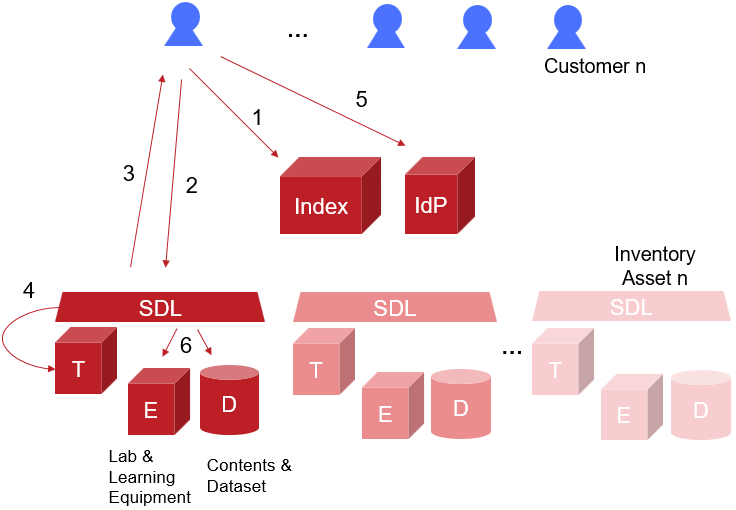 ...
Customer n
5
1
3
2
Index
IdP
Inventory
Asset n
4
SDL
SDL
SDL
6
...
T
T
T
E
D
E
D
E
D
Lab &
Learning
Equipment
Contents &
Dataset